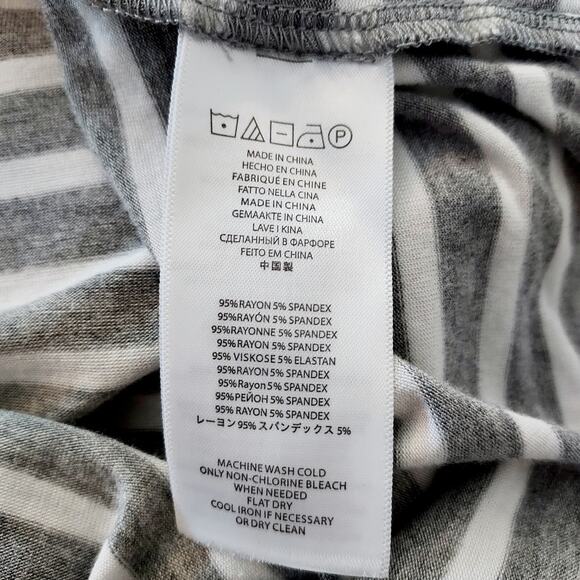 P
MADE IN CHINA
HECHO EN CHINA
FABRIQUÉ EN CHINE
FATTO NELLA CINA
MADE IN CHINA
GEMAAKTE IN CHINA
LAVE I KINA
СДЕЛАННЫЙ В ФАРФОРЕ
FEITO EM CHINA
中国製
95%RAYON 5% SPANDEX
95%RAYÓN 5% SPANDEX
95%RAYONNE 5% SPANDEX
95%RAYON 5% SPANDEX
95% VISKOSE 5% ELASTAN
95%RAYON 5% SPANDEX
95%Rayon 5% SPANDEX
95%РЕЙОН 5% SPANDEX
95% RAYON 5% SPANDEX
レーヨン 95% スパンデックス 5%
MACHINE WASH COLD
ONLY NON-CHLORINE BLEACH
WHEN NEEDED
FLAT DRY
COOL IRON IF NECESSARY
OR DRY CLEAN